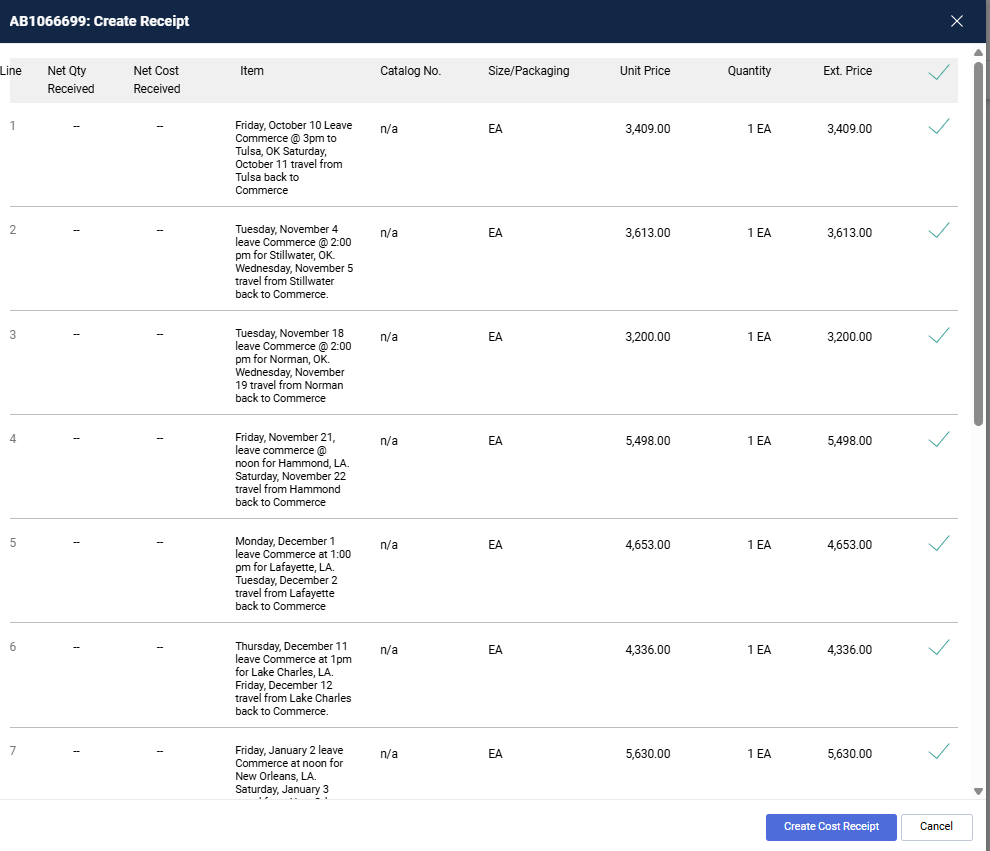 AB1066699: Create Receipt
Line Net Qty Received Net Cost Received Item Catalog No. Size/Packaging Unit Price Quantity Ext. Price
1 -- -- Friday, October 10 Leave n/a EA 3,409.00 1 EA 3,409.00
Commerce @ 3pm to
Tulsa, OK Saturday,
October 11 travel from
Tulsa back to
Commerce
2 -- -- Tuesday, November 4 n/a EA 3,613.00 1 EA 3,613.00
leave Commerce @ 2:00
pm for Stillwater, OK.
Wednesday, November 5
travel from Stillwater
back to Commerce.
3 -- -- Tuesday, November 18 n/a EA 3,200.00 1 EA 3,200.00
leave Commerce @ 2:00
pm for Norman, OK.
Wednesday, November
19 travel from Norman
back to Commerce
4 -- -- Friday, November 21, n/a EA 5,498.00 1 EA 5,498.00
leave commerce @
noon for Hammond, LA.
Saturday, November 22
travel from Hammond
back to Commerce
5 -- -- Monday, December 1 n/a EA 4,653.00 1 EA 4,653.00
leave Commerce at 1:00
pm for Lafayette, LA.
Tuesday, December 2
travel from Lafayette
back to Commerce
6 -- -- Thursday, December 11 n/a EA 4,336.00 1 EA 4,336.00
leave Commerce at 1pm
for Lake Charles, LA.
Friday, December 12
travel from Lake Charles
back to Commerce.
7 -- -- Friday, January 2 leave n/a EA 5,630.00 1 EA 5,630.00
Commerce at noon for
New Orleans, LA.
Saturday, January 3
Create Cost Receipt Cancel